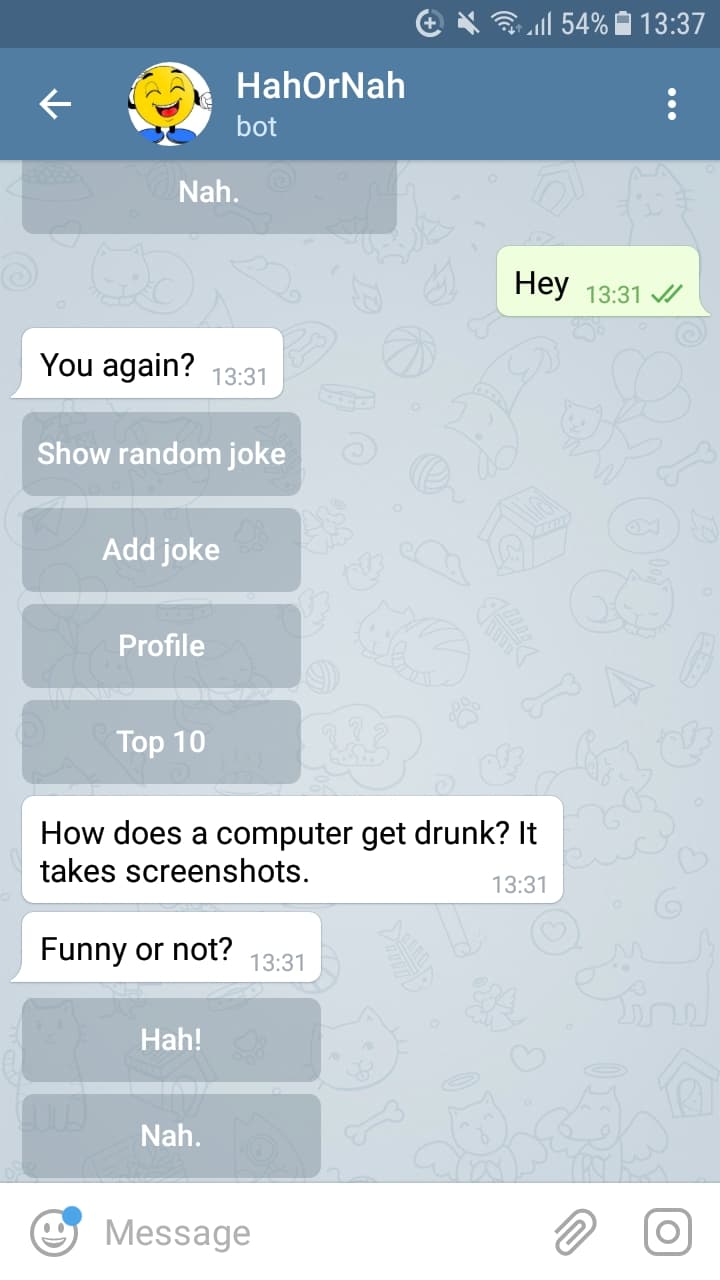 54% 13:37
HahOrNah
bot
Nah.
Hey 13:31
You again? 13:31
Show random joke
Add joke
Profile
Top 10
How does a computer get drunk? It
takes screenshots. 13:31
Funny or not? 13:31
Hah!
Nah.
Message